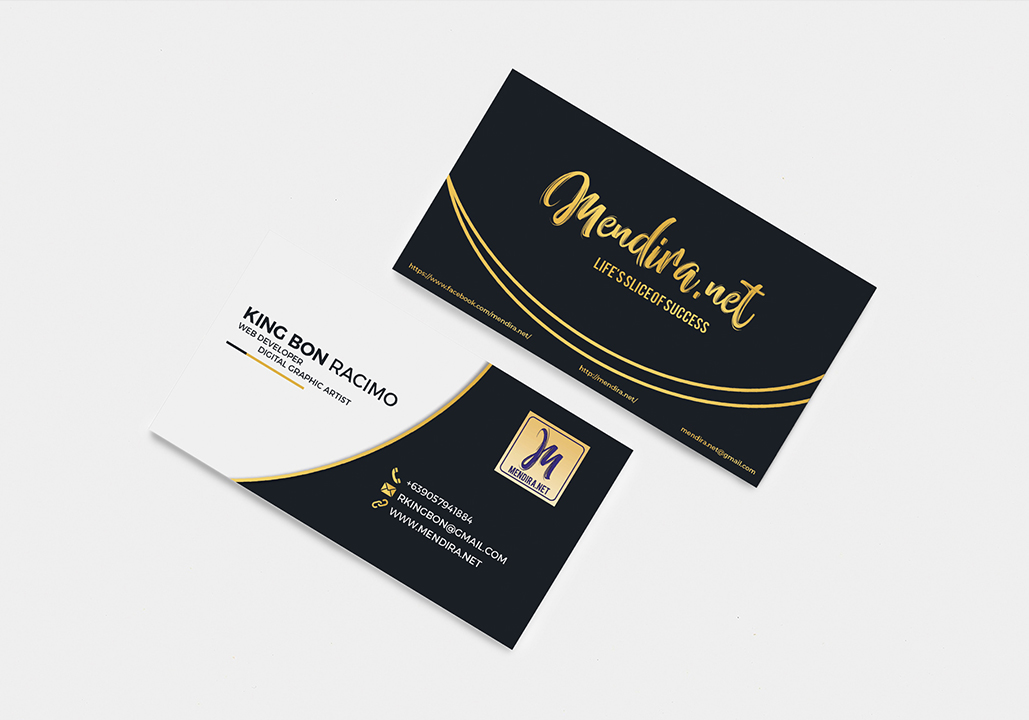 Mendira.net
LIFE'S SLICE OF SUCCESS
https://www.facebook.com/mendira.net/
http://mendira.net/
mendira.net@gmail.com
KING BON RACIMO
WEB DEVELOPER
DIGITAL GRAPHIC ARTIST
M
MENDIRA.NET
+639057941884
RKINGBON@GMAIL.COM
WWW.MENDIRA.NET